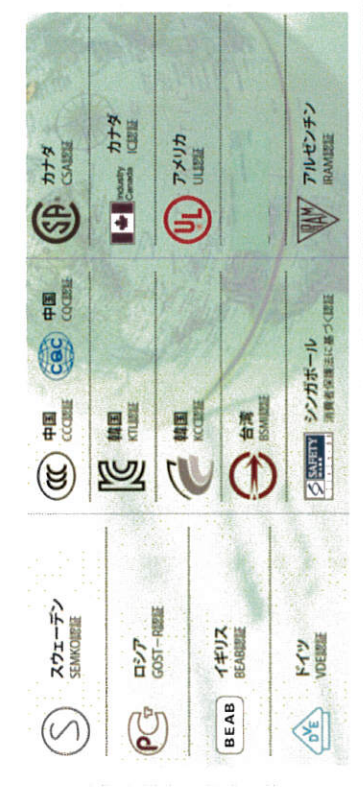 スウェーデン
SEMKO認証
PC
ロシア
GOST-R認証
BEAB
イギリス
BEAB認証
DVE
ドイツ
VDE認証
CCC
中国
CCC認証
CQC
中国
CQC認証
韓国
KTL認証
韓国
KCC認証
台湾
BSMI認証
SAFETY
MARK
シンガポール
消費者保護法に基づく認証
カナダ
CSA認証
Industry
Canada
カナダ
IC認証
UL
アメリカ
UL認証
IRAM
アルゼンチン
IRAM認証